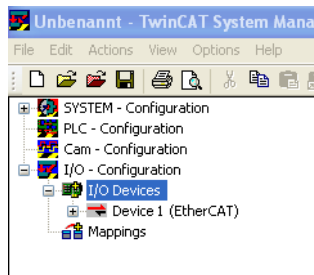 Unbenannt - TwinCAT System Mana
File Edit Actions View Options Help
SYSTEM - Configuration
PLC - Configuration
Cam - Configuration
I/O - Configuration
I/O Devices
Device 1 (EtherCAT)
Mappings